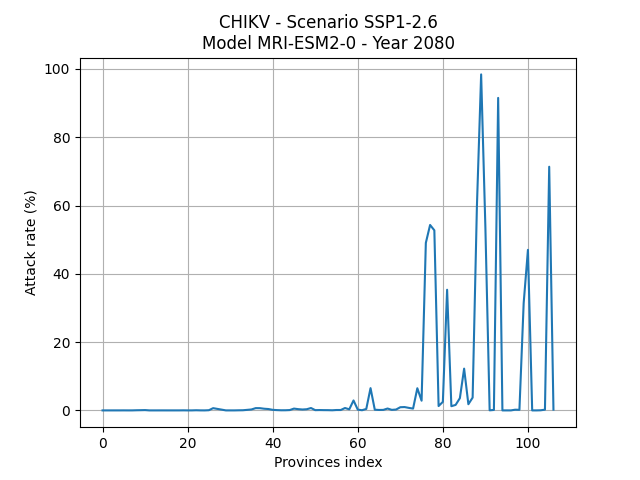 CHIKV - Scenario SSP1-2.6
Model MRI-ESM2-0 - Year 2080
100
80
60
40
20
0
Attack rate (%)
0 20 40 60 80 100
Provinces index